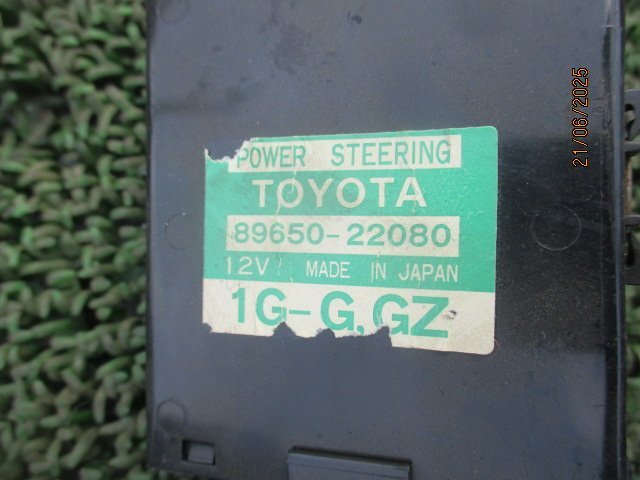 POWER STEERING
TOYOTA
89650-22080
12V MADE IN JAPAN
1G-G,GZ
21/06/2025